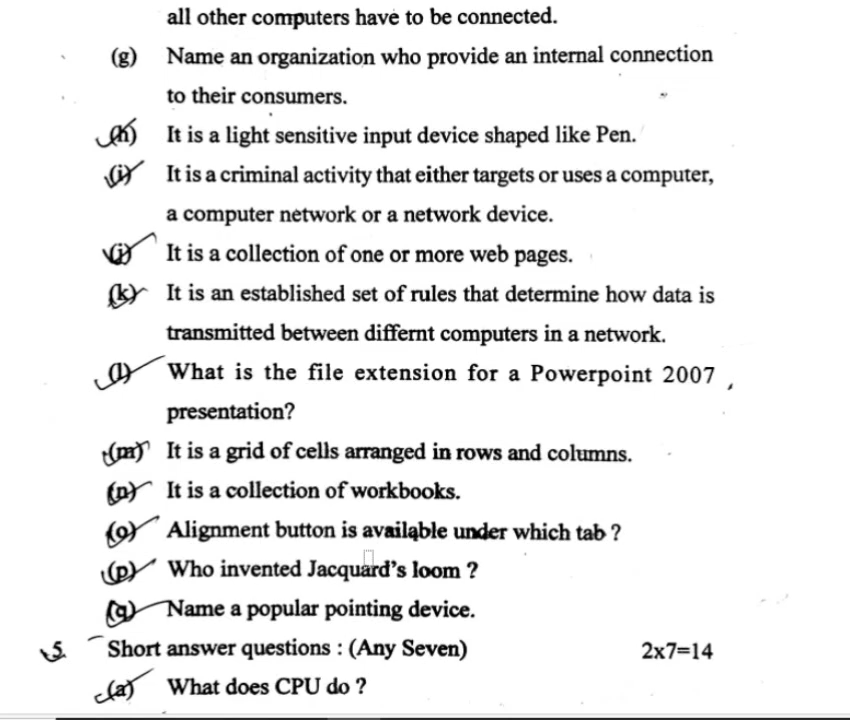 all other computers have to be connected.
(g) Name an organization who provide an internal connection
to their consumers.
(h) It is a light sensitive input device shaped like Pen.
(i) It is a criminal activity that either targets or uses a computer,
a computer network or a network device.
(j) It is a collection of one or more web pages.
(k) It is an established set of rules that determine how data is
transmitted between differnt computers in a network.
(l) What is the file extension for a Powerpoint 2007
presentation?
(m) It is a grid of cells arranged in rows and columns.
(n) It is a collection of workbooks.
(o) Alignment button is available under which tab ?
(p) Who invented Jacquard's loom ?
(q) Name a popular pointing device.
5. Short answer questions : (Any Seven) 2x7=14
(a) What does CPU do ?